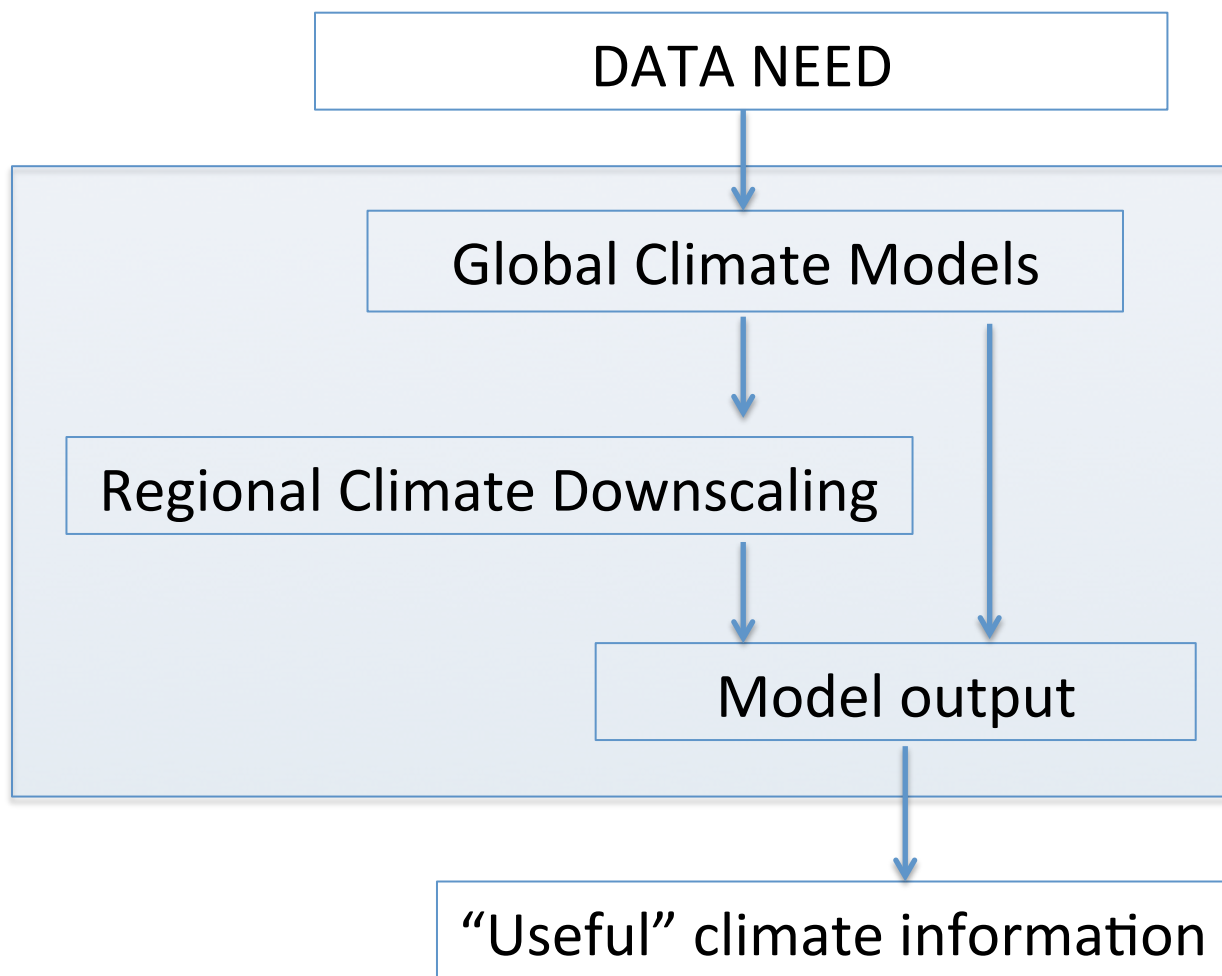 DATA NEED
Global Climate Models
Regional Climate Downscaling
Model output
“Useful” climate information